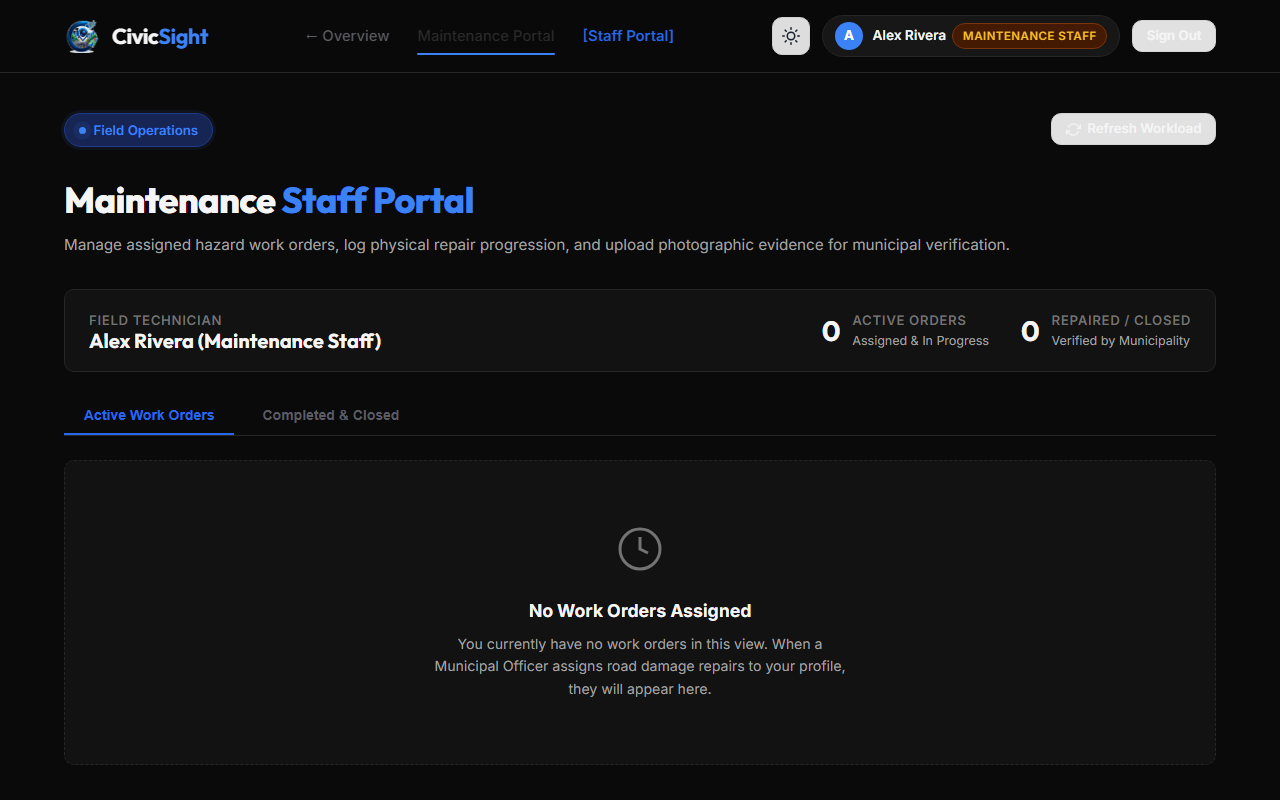 CivicSight
← Overview
Maintenance Portal
[Staff Portal]
A
Alex Rivera
MAINTENANCE STAFF
Sign Out
Field Operations
Refresh Workload
Maintenance Staff Portal
Manage assigned hazard work orders, log physical repair progression, and upload photographic evidence for municipal verification.
FIELD TECHNICIAN
Alex Rivera (Maintenance Staff)
0
ACTIVE ORDERS
Assigned & In Progress
0
REPAIRED / CLOSED
Verified by Municipality
Active Work Orders
Completed & Closed
No Work Orders Assigned
You currently have no work orders in this view. When a
Municipal Officer assigns road damage repairs to your profile,
they will appear here.